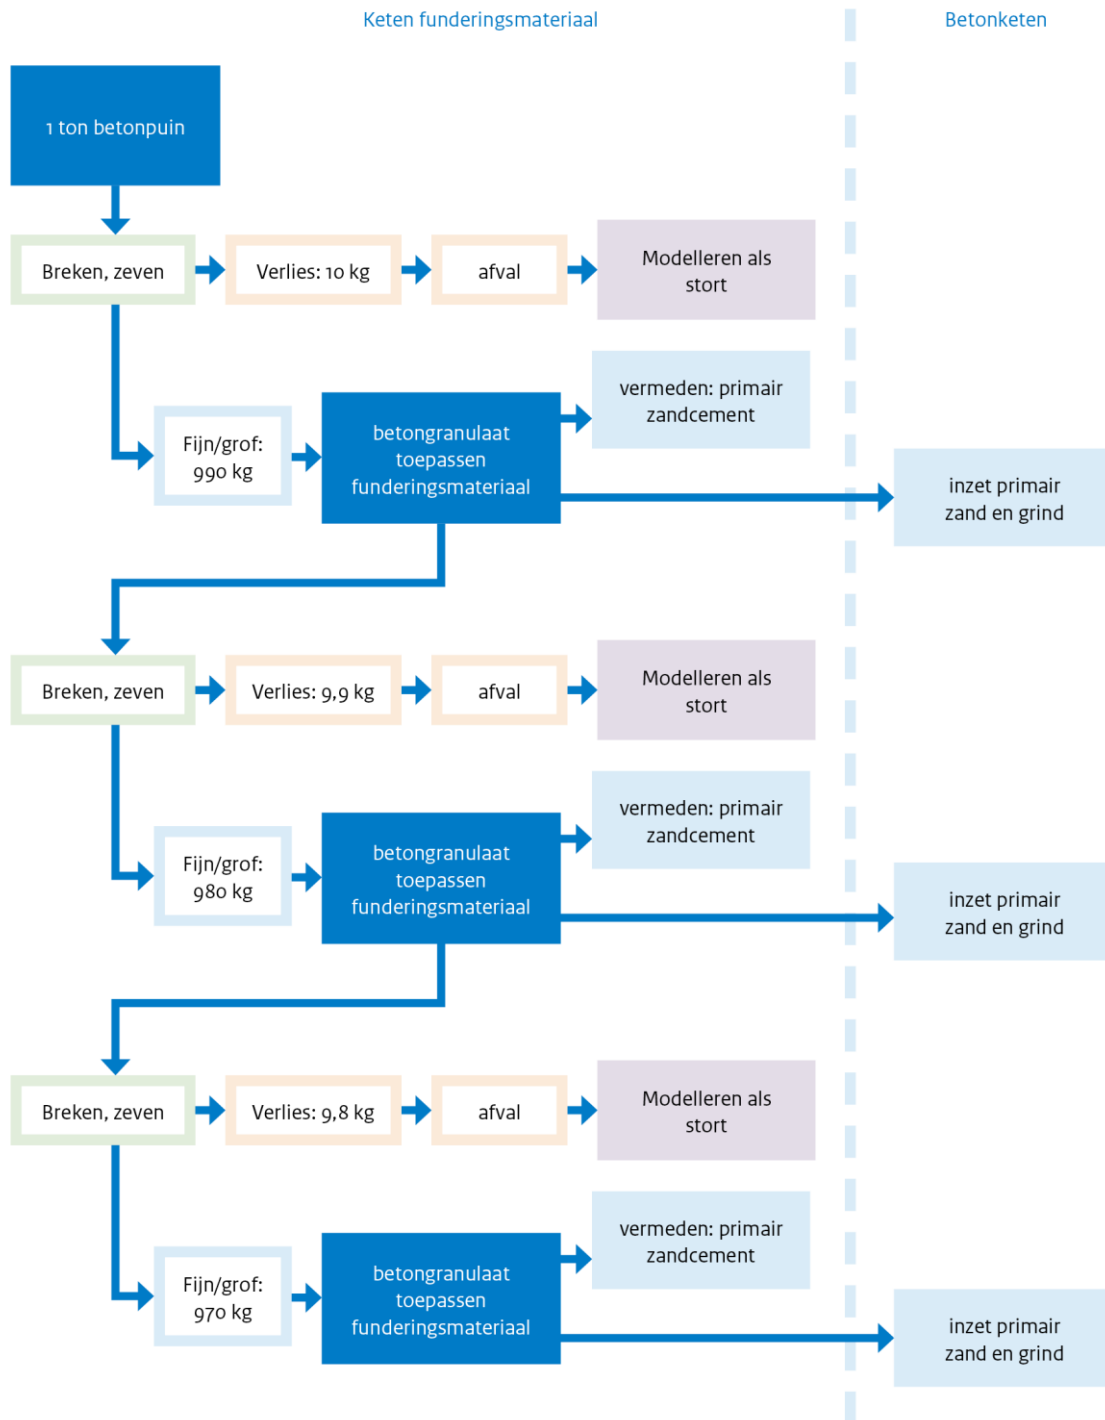 Keten funderingsmateriaal
Betonketen
1 ton betonpuin
Breken, zeven
Verlies: 10 kg
afval
Modelleren als
stort
vermeden: primair
zandcement
Fijn/grof:
990 kg
betongranulaat
toepassen
funderingsmateriaal
inzet primair
zand en grind
Breken, zeven
Verlies: 9,9 kg
afval
Modelleren als
stort
vermeden: primair
zandcement
Fijn/grof:
980 kg
betongranulaat
toepassen
funderingsmateriaal
inzet primair
zand en grind
Breken, zeven
Verlies: 9,8 kg
afval
Modelleren als
stort
vermeden: primair
zandcement
Fijn/grof:
970 kg
betongranulaat
toepassen
funderingsmateriaal
inzet primair
zand en grind